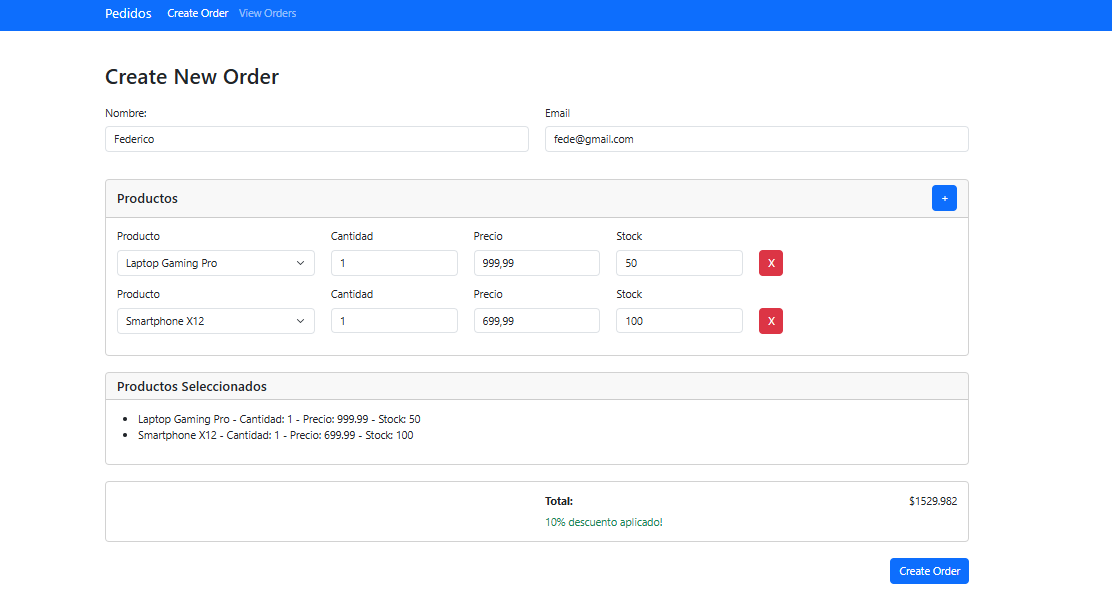 Pedidos Create Order View Orders
Create New Order
Nombre: Email
Federico fede@gmail.com
Productos +
Producto Cantidad Precio Stock
Laptop Gaming Pro 1 999,99 50 X
Producto Cantidad Precio Stock
Smartphone X12 1 699,99 100 X
Productos Seleccionados
Laptop Gaming Pro - Cantidad: 1 - Precio: 999.99 - Stock: 50
Smartphone X12 - Cantidad: 1 - Precio: 699.99 - Stock: 100
Total: $1529.982
10% descuento aplicado!
Create Order